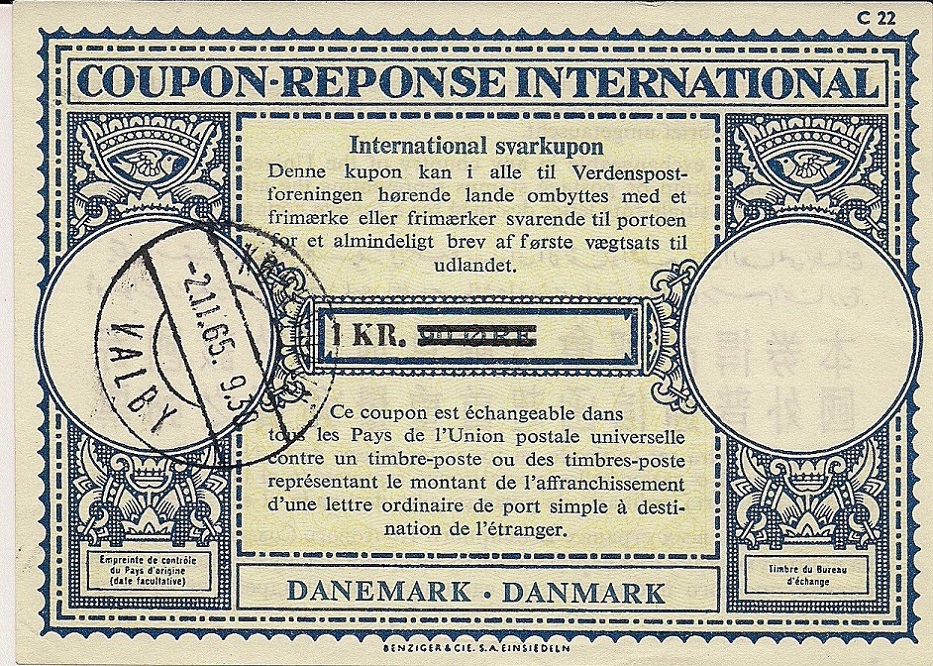 C 22
COUPON-REPONSE INTERNATIONAL
International svarkupon
Denne kupon kan i alle til Verdenspost-
foreningen hørende lande ombyttes med et
frimærke eller frimærker svarende til portoen
for et almindeligt brev af første vægtsats til
udlandet.
-2.11.65. 9.30
VALBY
1 KR. 90 ØRE
Ce coupon est échangeable dans
tous les Pays de l'Union postale universelle
contre un timbre-poste ou des timbres-poste
représentant le montant de l'affranchissement
d'une lettre ordinaire de port simple à desti-
nation de l'étranger.
Empreinte de contrôle
du Pays d'origine
(date facultative)
Timbre du Bureau
d'échange
DANEMARK · DANMARK
BENZIGER & CIE. S.A. EINSIEDELN